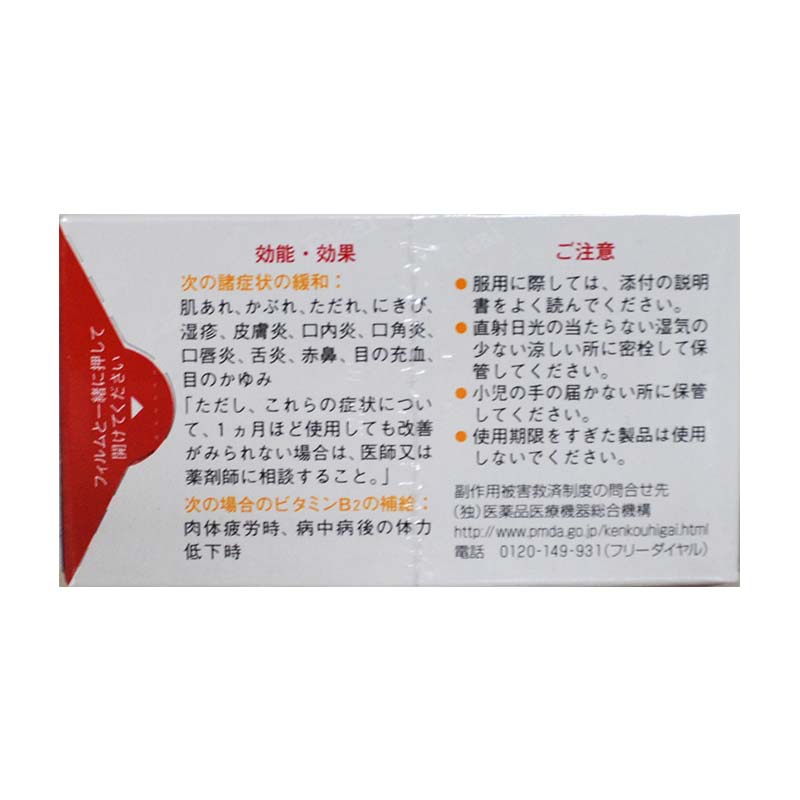 フィルムと一緒に押して
開けてください
効能・効果
次の諸症状の緩和：
肌あれ、かぶれ、ただれ、にきび、
湿疹、皮膚炎、口内炎、口角炎、
口唇炎、舌炎、赤鼻、目の充血、
目のかゆみ
「ただし、これらの症状につい
て、1ヵ月ほど使用しても改善
がみられない場合は、医師又は
薬剤師に相談すること。」
次の場合のビタミンB2の補給：
肉体疲労時、病中病後の体力
低下時
ご注意
●服用に際しては、添付の説明
書をよく読んでください。
●直射日光の当たらない湿気の
少ない涼しい所に密栓して保
管してください。
●小児の手の届かない所に保管
してください。
●使用期限をすぎた製品は使用
しないでください。
副作用被害救済制度の問合せ先
(独)医薬品医療機器総合機構
http://www.pmda.go.jp/kenkouhigai.html
電話 0120-149-931(フリーダイヤル)